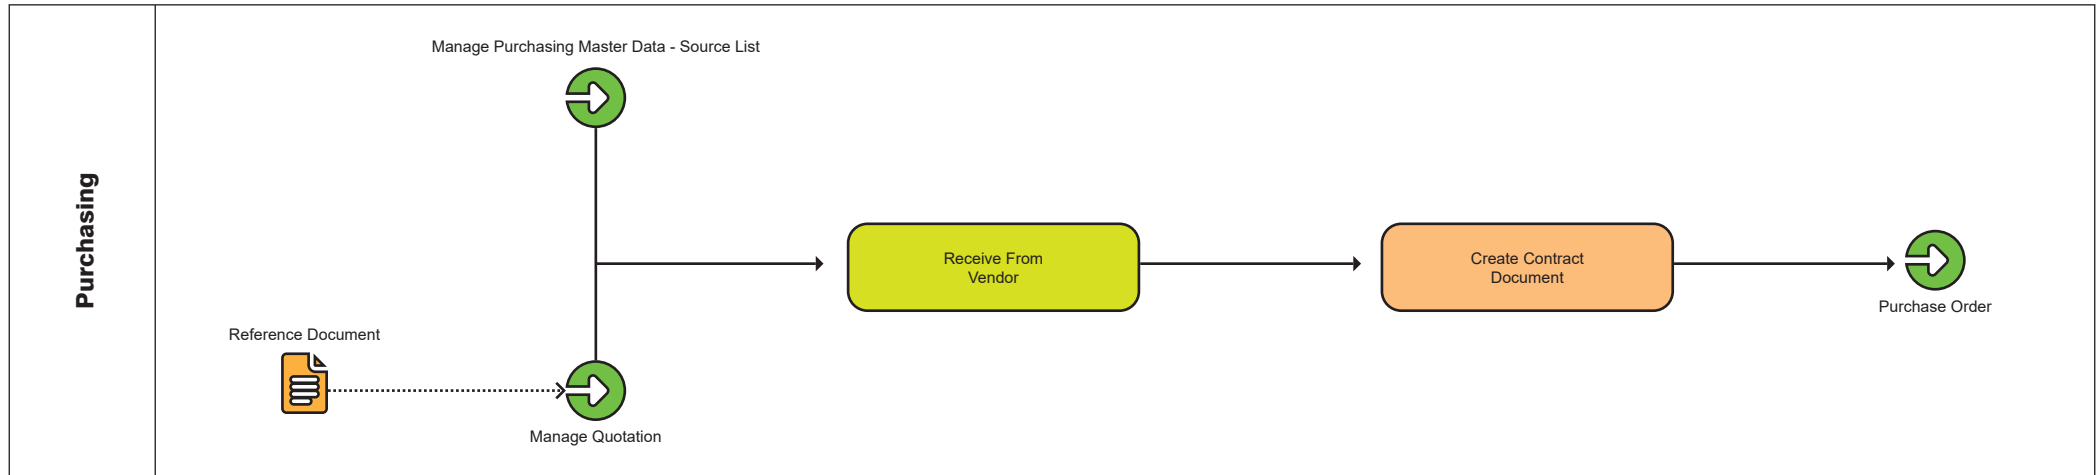 Purchasing
Manage Purchasing Master Data - Source List
Receive From
Vendor
Create Contract
Document
Purchase Order
Reference Document
Manage Quotation